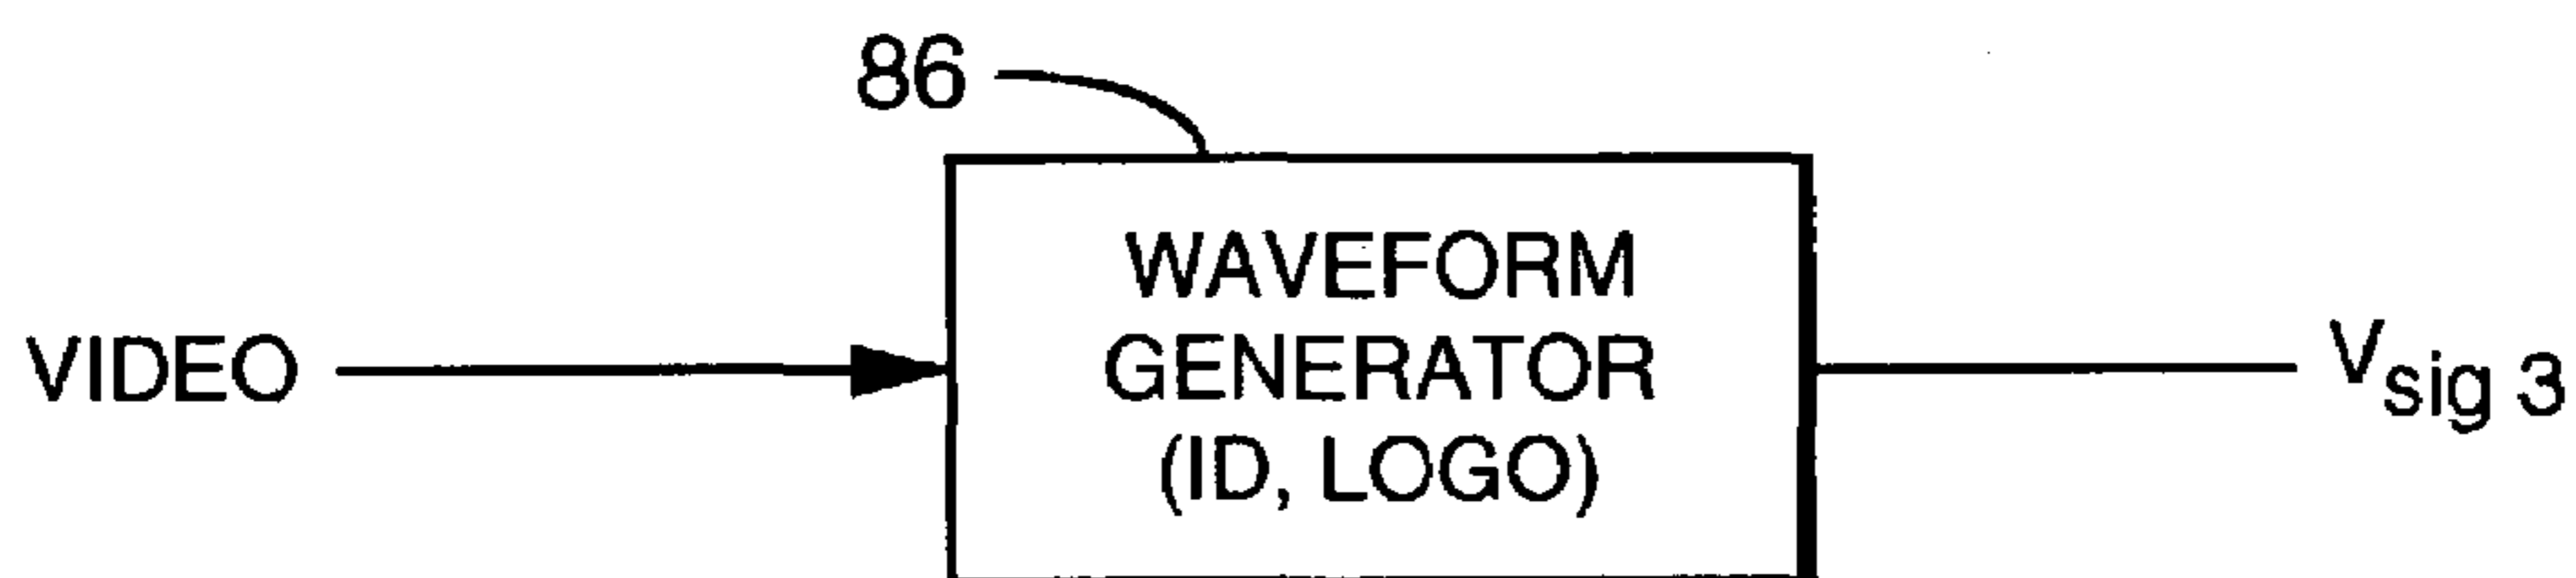 86
WAVEFORM
GENERATOR
(ID, LOGO)
VIDEO
Vsig 3